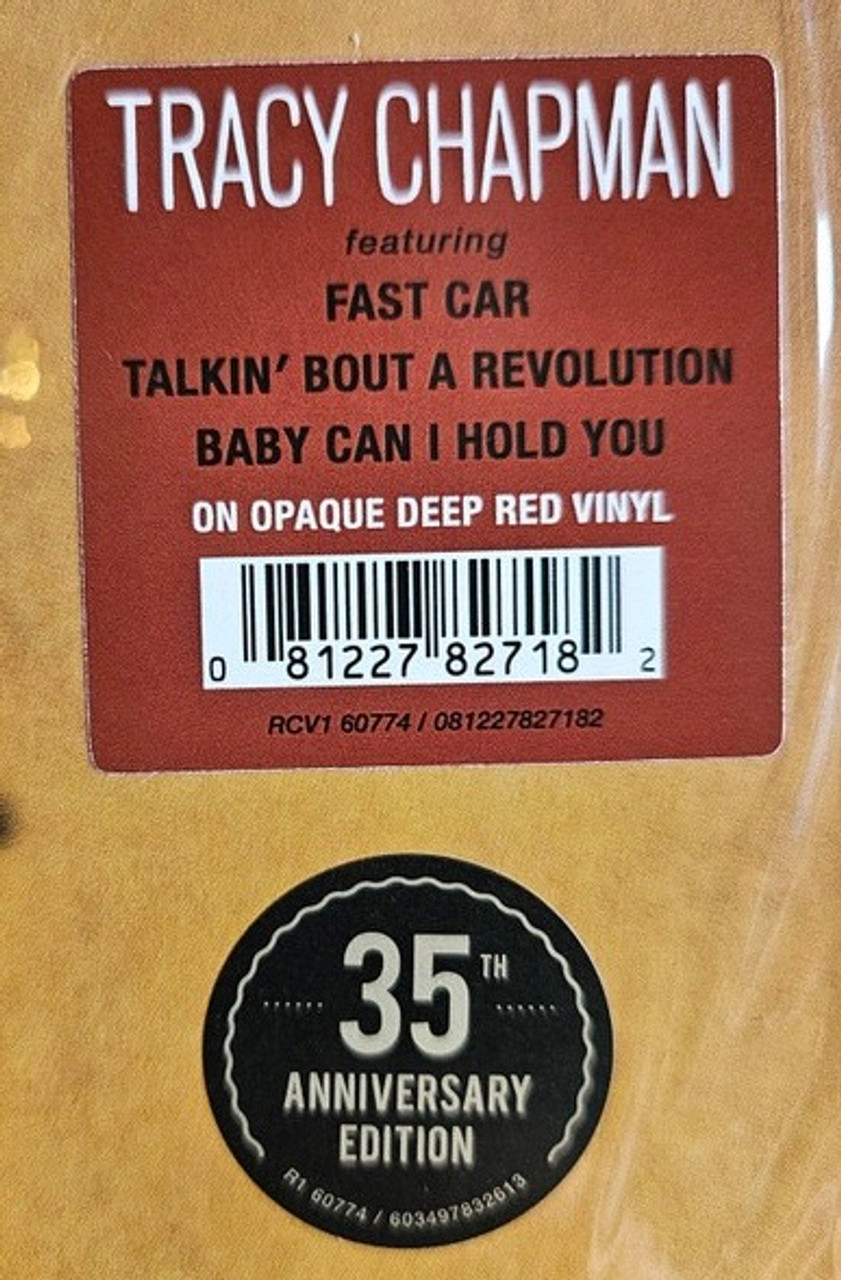 TRACY CHAPMAN
featuring
FAST CAR
TALKIN' BOUT A REVOLUTION
BABY CAN I HOLD YOU
ON OPAQUE DEEP RED VINYL
0 81227 82718 2
RCV1 60774 / 081227827182
35TH
ANNIVERSARY
EDITION
R1 60774 / 603497832613